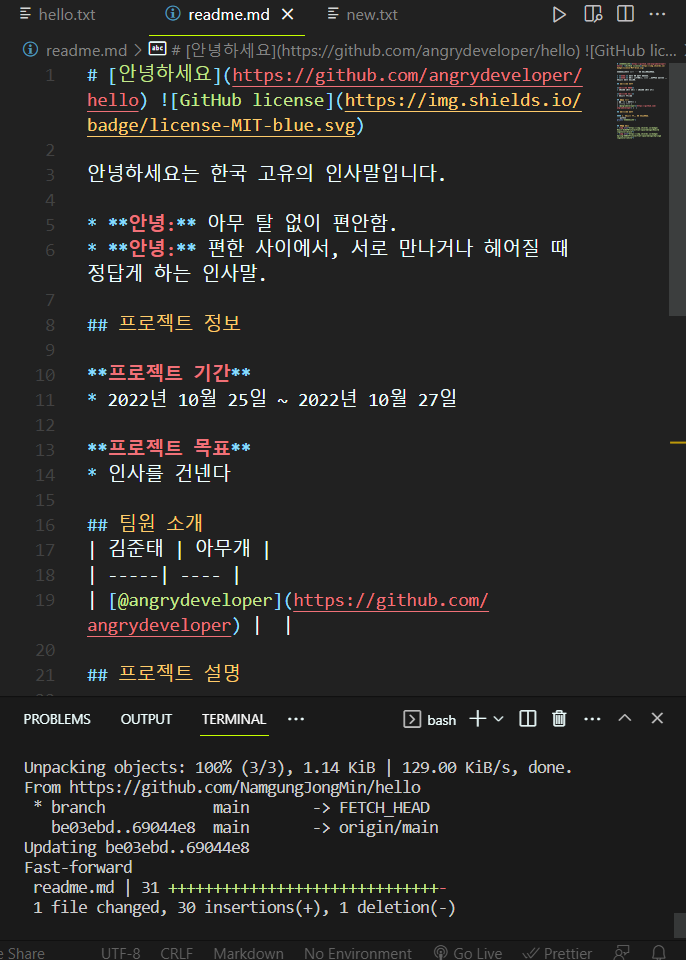 hello.txt readme.md new.txt
readme.md > # [안녕하세요](https://github.com/angrydeveloper/hello) ![GitHub lic...
1 # [안녕하세요](https://github.com/angrydeveloper/
hello) ![GitHub license](https://img.shields.io/
badge/license-MIT-blue.svg)
2
3 안녕하세요는 한국 고유의 인사말입니다.
4
5 * **안녕:** 아무 탈 없이 편안함.
6 * **안녕:** 편한 사이에서, 서로 만나거나 헤어질 때
정답게 하는 인사말.
7
8 ## 프로젝트 정보
9
10 **프로젝트 기간**
11 * 2022년 10월 25일 ~ 2022년 10월 27일
12
13 **프로젝트 목표**
14 * 인사를 건넨다
15
16 ## 팀원 소개
17 | 김준태 | 아무개 |
18 | -----| ---- |
19 | [@angrydeveloper](https://github.com/
angrydeveloper) | |
20
21 ## 프로젝트 설명
PROBLEMS OUTPUT TERMINAL ... bash
Unpacking objects: 100% (3/3), 1.14 KiB | 129.00 KiB/s, done.
From https://github.com/NamgungJongMin/hello
* branch main -> FETCH_HEAD
be03ebd..69044e8 main -> origin/main
Updating be03ebd..69044e8
Fast-forward
readme.md | 31 ++++++++++++++++++++++++++++++-
1 file changed, 30 insertions(+), 1 deletion(-)
e Share UTF-8 CRLF Markdown No Environment Go Live Prettier